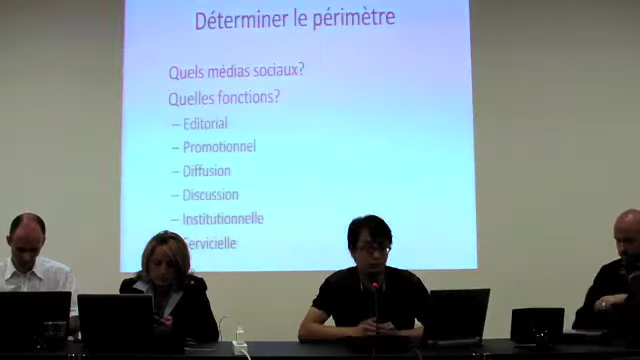 Déterminer le périmètre
Quels médias sociaux?
Quelles fonctions?
– Editorial
– Promotionnel
– Diffusion
– Discussion
– Institutionnelle
Servicielle